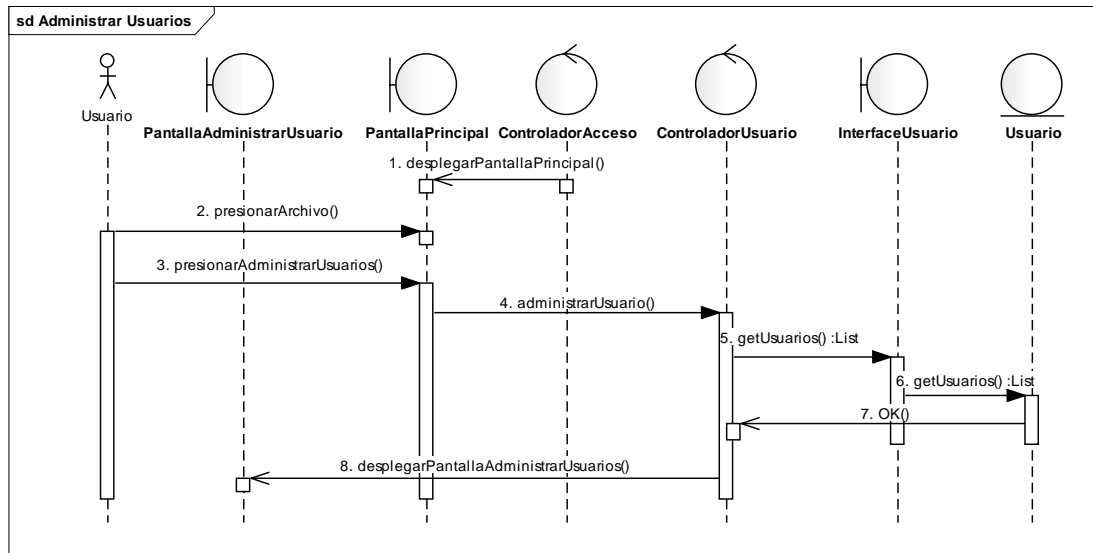 sd Administrar Usuarios
Usuario
PantallaAdministrarUsuario
PantallaPrincipal
ControladorAcceso
ControladorUsuario
InterfaceUsuario
Usuario
1. desplegarPantallaPrincipal()
2. presionarArchivo()
3. presionarAdministrarUsuarios()
4. administrarUsuario()
5. getUsuarios() :List
6. getUsuarios() :List
7. OK()
8. desplegarPantallaAdministrarUsuarios()